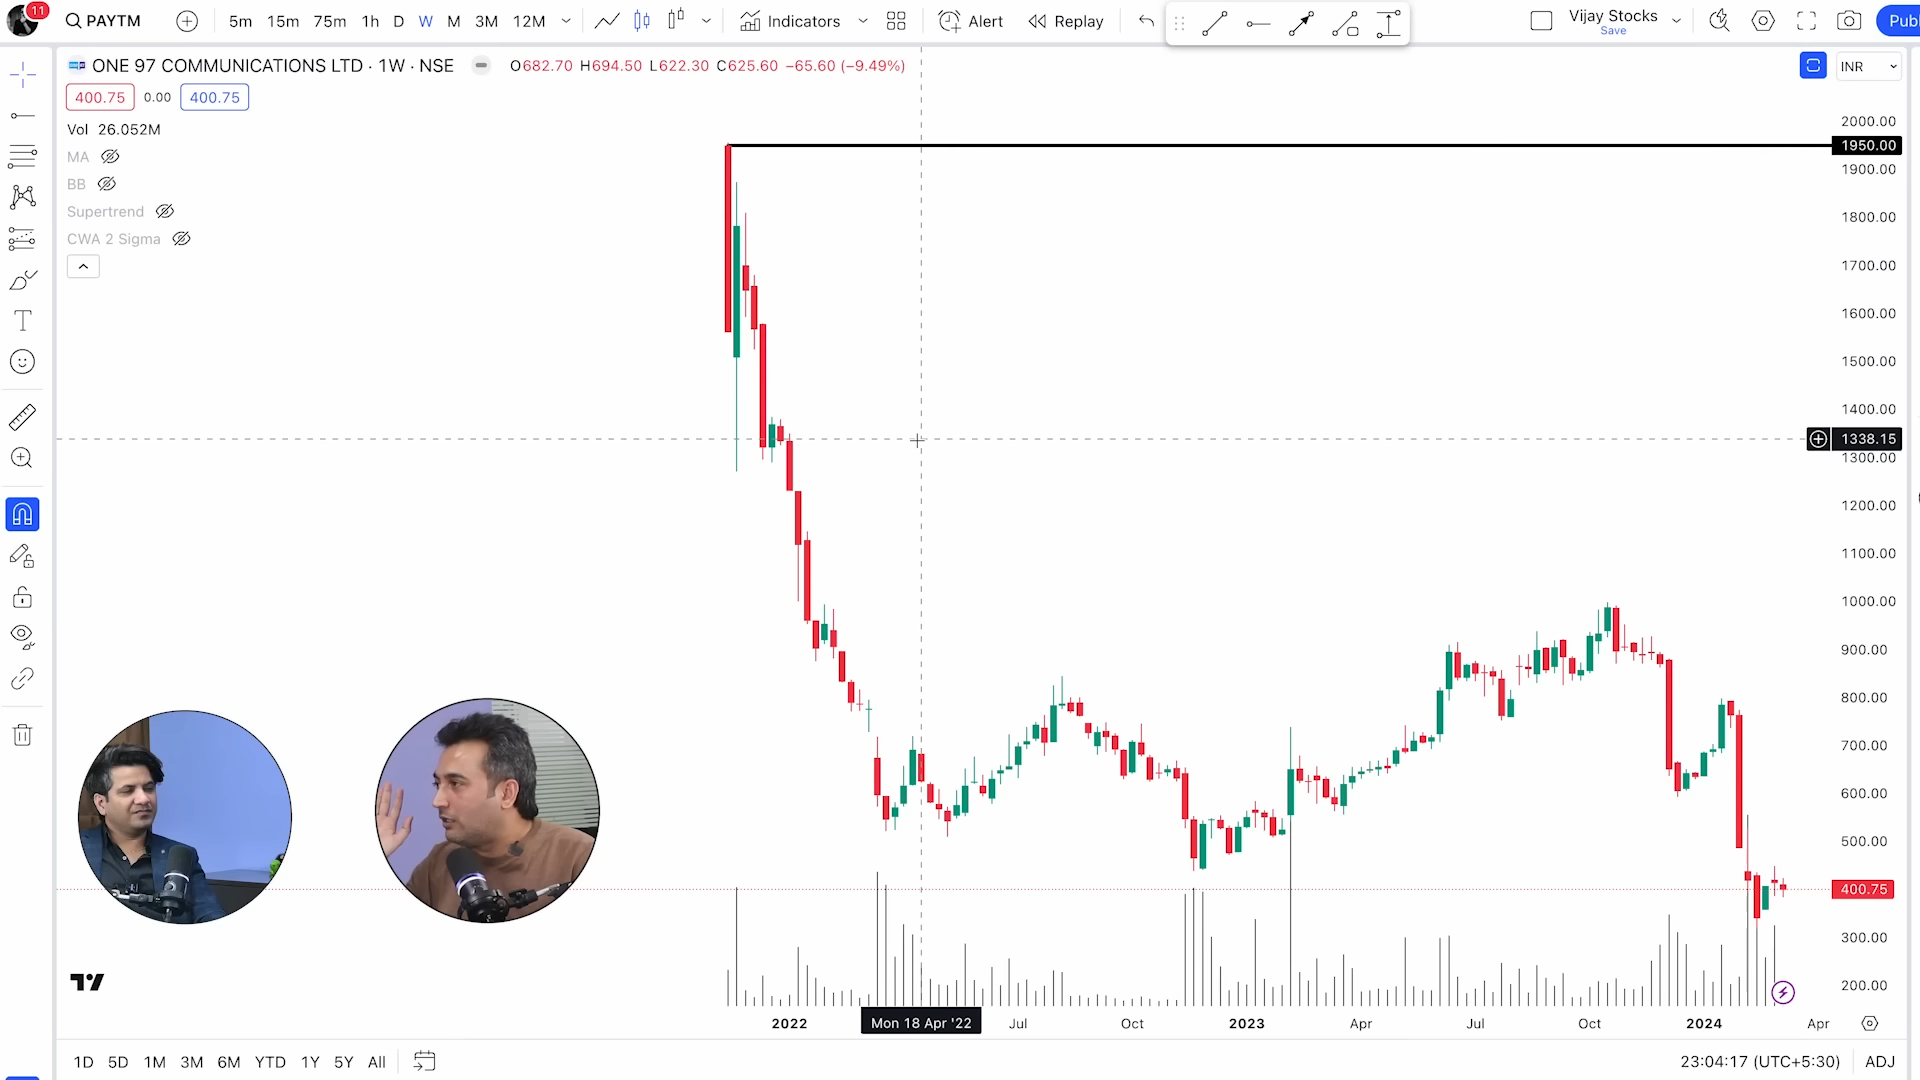 11
PAYTM
5m 15m 75m 1h D W M 3M 12M
Indicators
Alert
Replay
Vijay Stocks
Save
Publ
ONE 97 COMMUNICATIONS LTD · 1W · NSE
O682.70 H694.50 L622.30 C625.60 −65.60 (−9.49%)
INR
400.75 0.00 400.75
Vol 26.052M
MA
BB
Supertrend
CWA 2 Sigma
2000.00
1950.00
1900.00
1800.00
1700.00
1600.00
1500.00
1400.00
1338.15
1300.00
1200.00
1100.00
1000.00
900.00
800.00
700.00
600.00
500.00
400.75
300.00
200.00
2022 Mon 18 Apr '22 Jul Oct 2023 Apr Jul Oct 2024 Apr
1D 5D 1M 3M 6M YTD 1Y 5Y All
23:04:17 (UTC+5:30) ADJ